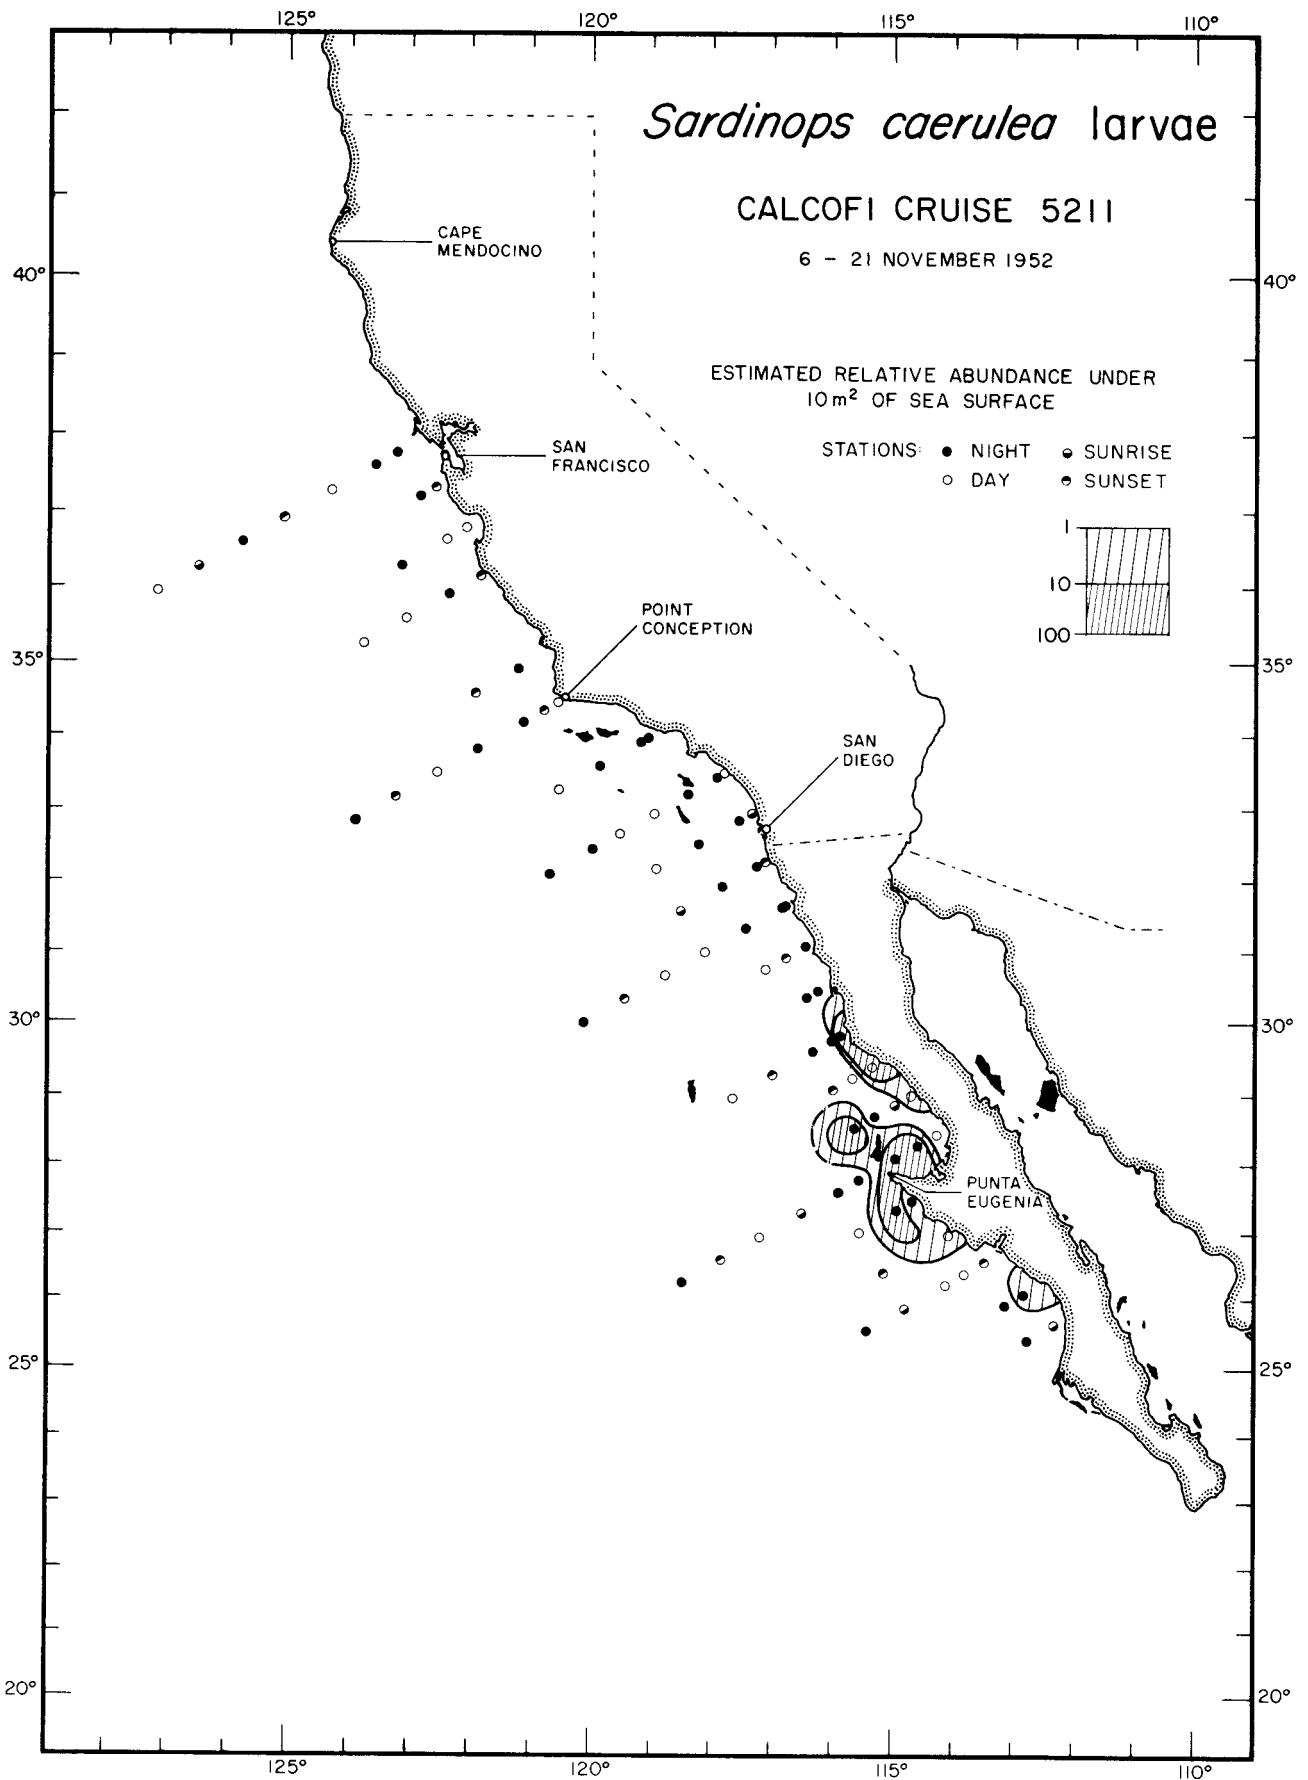 125°
120°
115°
110°
Sardinops caerulea larvae
CALCOFI CRUISE 5211
6 - 21 NOVEMBER 1952
CAPE
MENDOCINO
40°
40°
ESTIMATED RELATIVE ABUNDANCE UNDER
10 m² OF SEA SURFACE
STATIONS: NIGHT SUNRISE
DAY SUNSET
SAN
FRANCISCO
1
10
100
POINT
CONCEPTION
35°
35°
SAN
DIEGO
30°
30°
PUNTA
EUGENIA
25°
25°
20°
20°
125°
120°
115°
110°